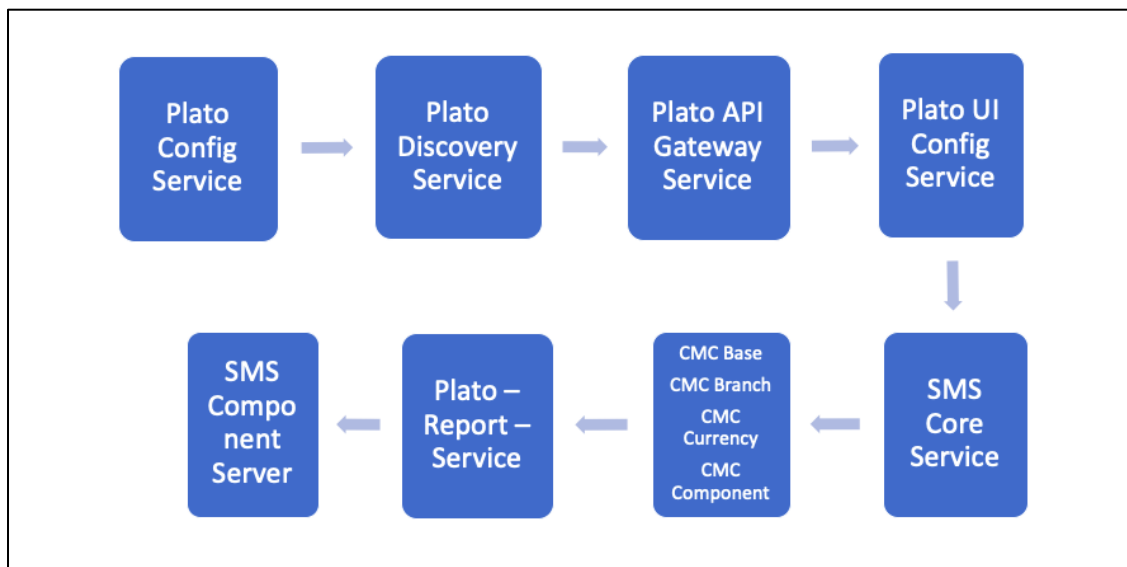 Plato
Config
Service
Plato
Discovery
Service
Plato API
Gateway
Service
Plato UI
Config
Service
SMS
Compo
nent
Server
Plato –
Report –
Service
CMC Base
CMC Branch
CMC
Currency
CMC
Component
SMS
Core
Service